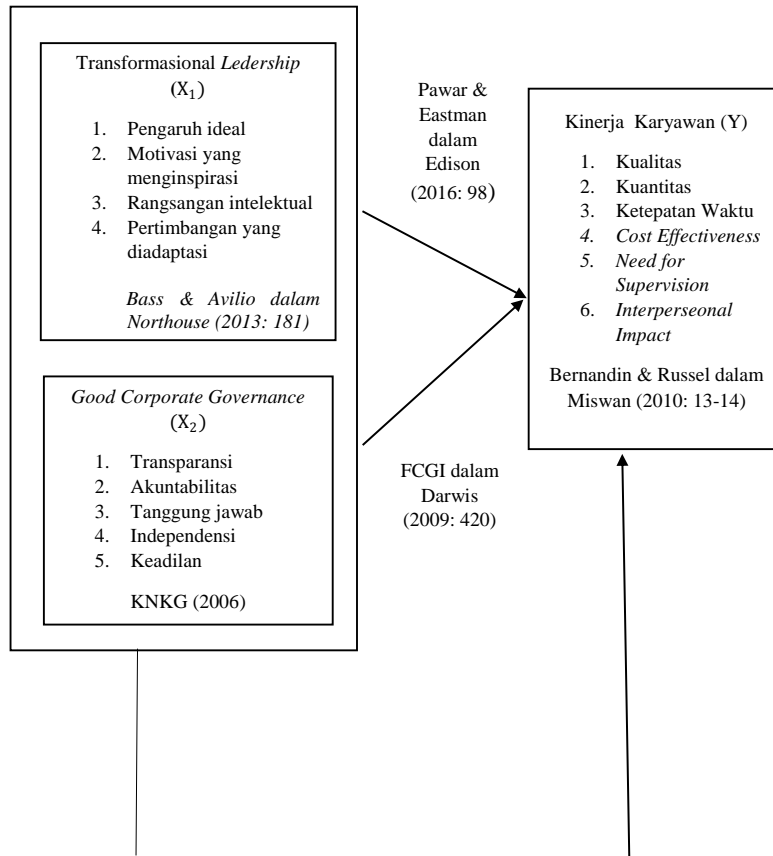 Transformasional Ledership
(X₁)
1. Pengaruh ideal
2. Motivasi yang
menginspirasi
3. Rangsangan intelektual
4. Pertimbangan yang
diadaptasi
Bass & Avilio dalam
Northouse (2013: 181)
Good Corporate Governance
(X₂)
1. Transparansi
2. Akuntabilitas
3. Tanggung jawab
4. Independensi
5. Keadilan
KNKG (2006)
Pawar &
Eastman
dalam
Edison
(2016: 98)
FCGI dalam
Darwis
(2009: 420)
Kinerja Karyawan (Y)
1. Kualitas
2. Kuantitas
3. Ketepatan Waktu
4. Cost Effectiveness
5. Need for
Supervision
6. Interperseonal
Impact
Bernandin & Russel dalam
Miswan (2010: 13-14)